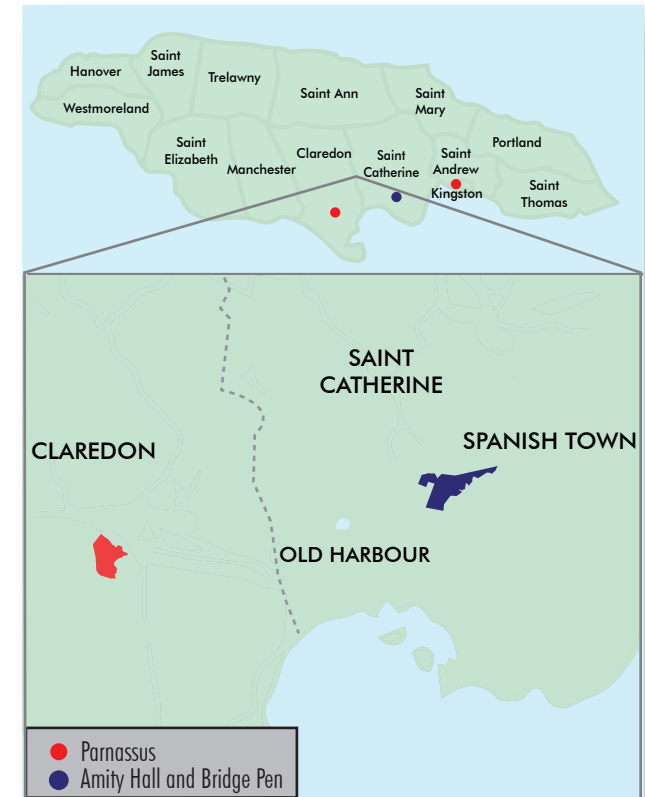 Hanover
Saint
James
Trelawny
Westmoreland
Saint Ann
Saint
Mary
Portland
Saint
Elizabeth
Manchester
Claredon
Saint
Catherine
Saint
Andrew
Kingston
Saint
Thomas
SAINT
CATHERINE
CLAREDON
SPANISH TOWN
OLD HARBOUR
Parnassus
Amity Hall and Bridge Pen